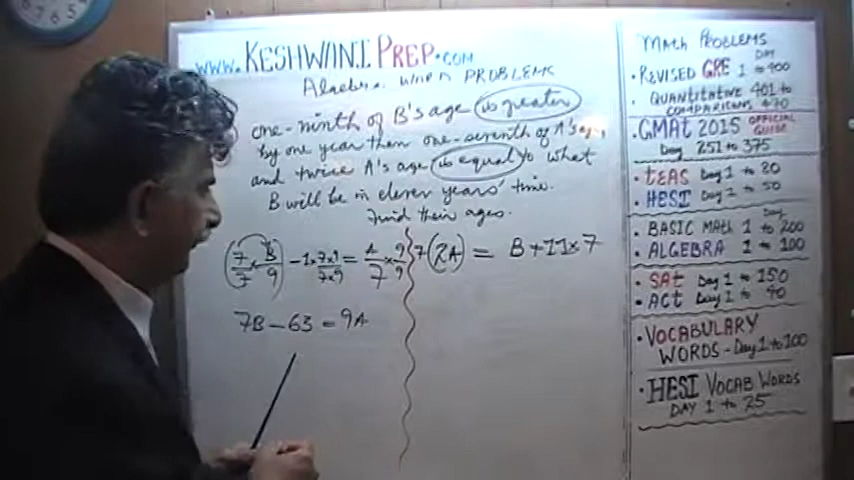 www.KESHWANI PREP.COM
Algebra WORD PROBLEMS
one-ninth of B's age is greater
by one year than one-seventh of A's age,
and twice A's age is equal to what
B will be in eleven years' time.
Find their ages.
7/7 × B/9 - 1 × 7×9/7×9 = A/7 × 9/9
7(2A) = B + 11 × 7
7B - 63 = 9A
MATH PROBLEMS
• REVISED GRE DAY 1 to 400
• QUANTITATIVE COMPARISONS 401 to 470
• GMAT 2015 OFFICIAL GUIDE
Day 251 to 375
• TEAS Day 1 to 20
• HESI Day 1 to 50
• BASIC MATH Day 1 to 200
• ALGEBRA 1 to 100
• SAT Day 1 to 150
• ACT Day 1 to 90
• VOCABULARY
WORDS - Day 1 to 100
• HESI VOCAB WORDS
DAY 1 to 25